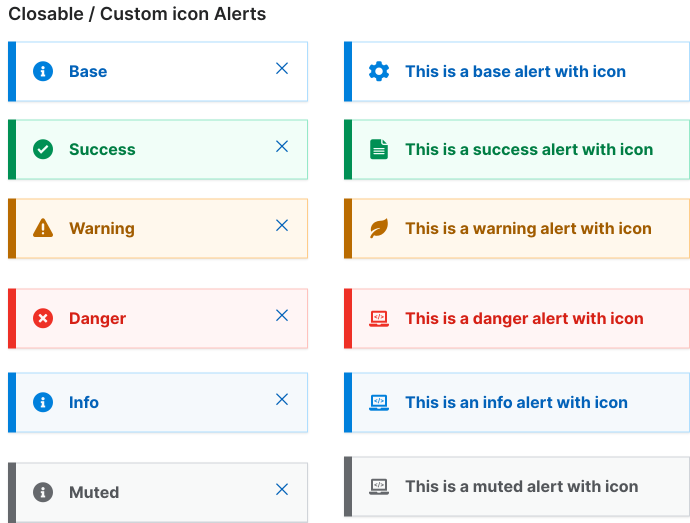 Closable / Custom icon Alerts
Base
This is a base alert with icon
Success
This is a success alert with icon
Warning
This is a warning alert with icon
Danger
This is a danger alert with icon
Info
This is an info alert with icon
Muted
This is a muted alert with icon